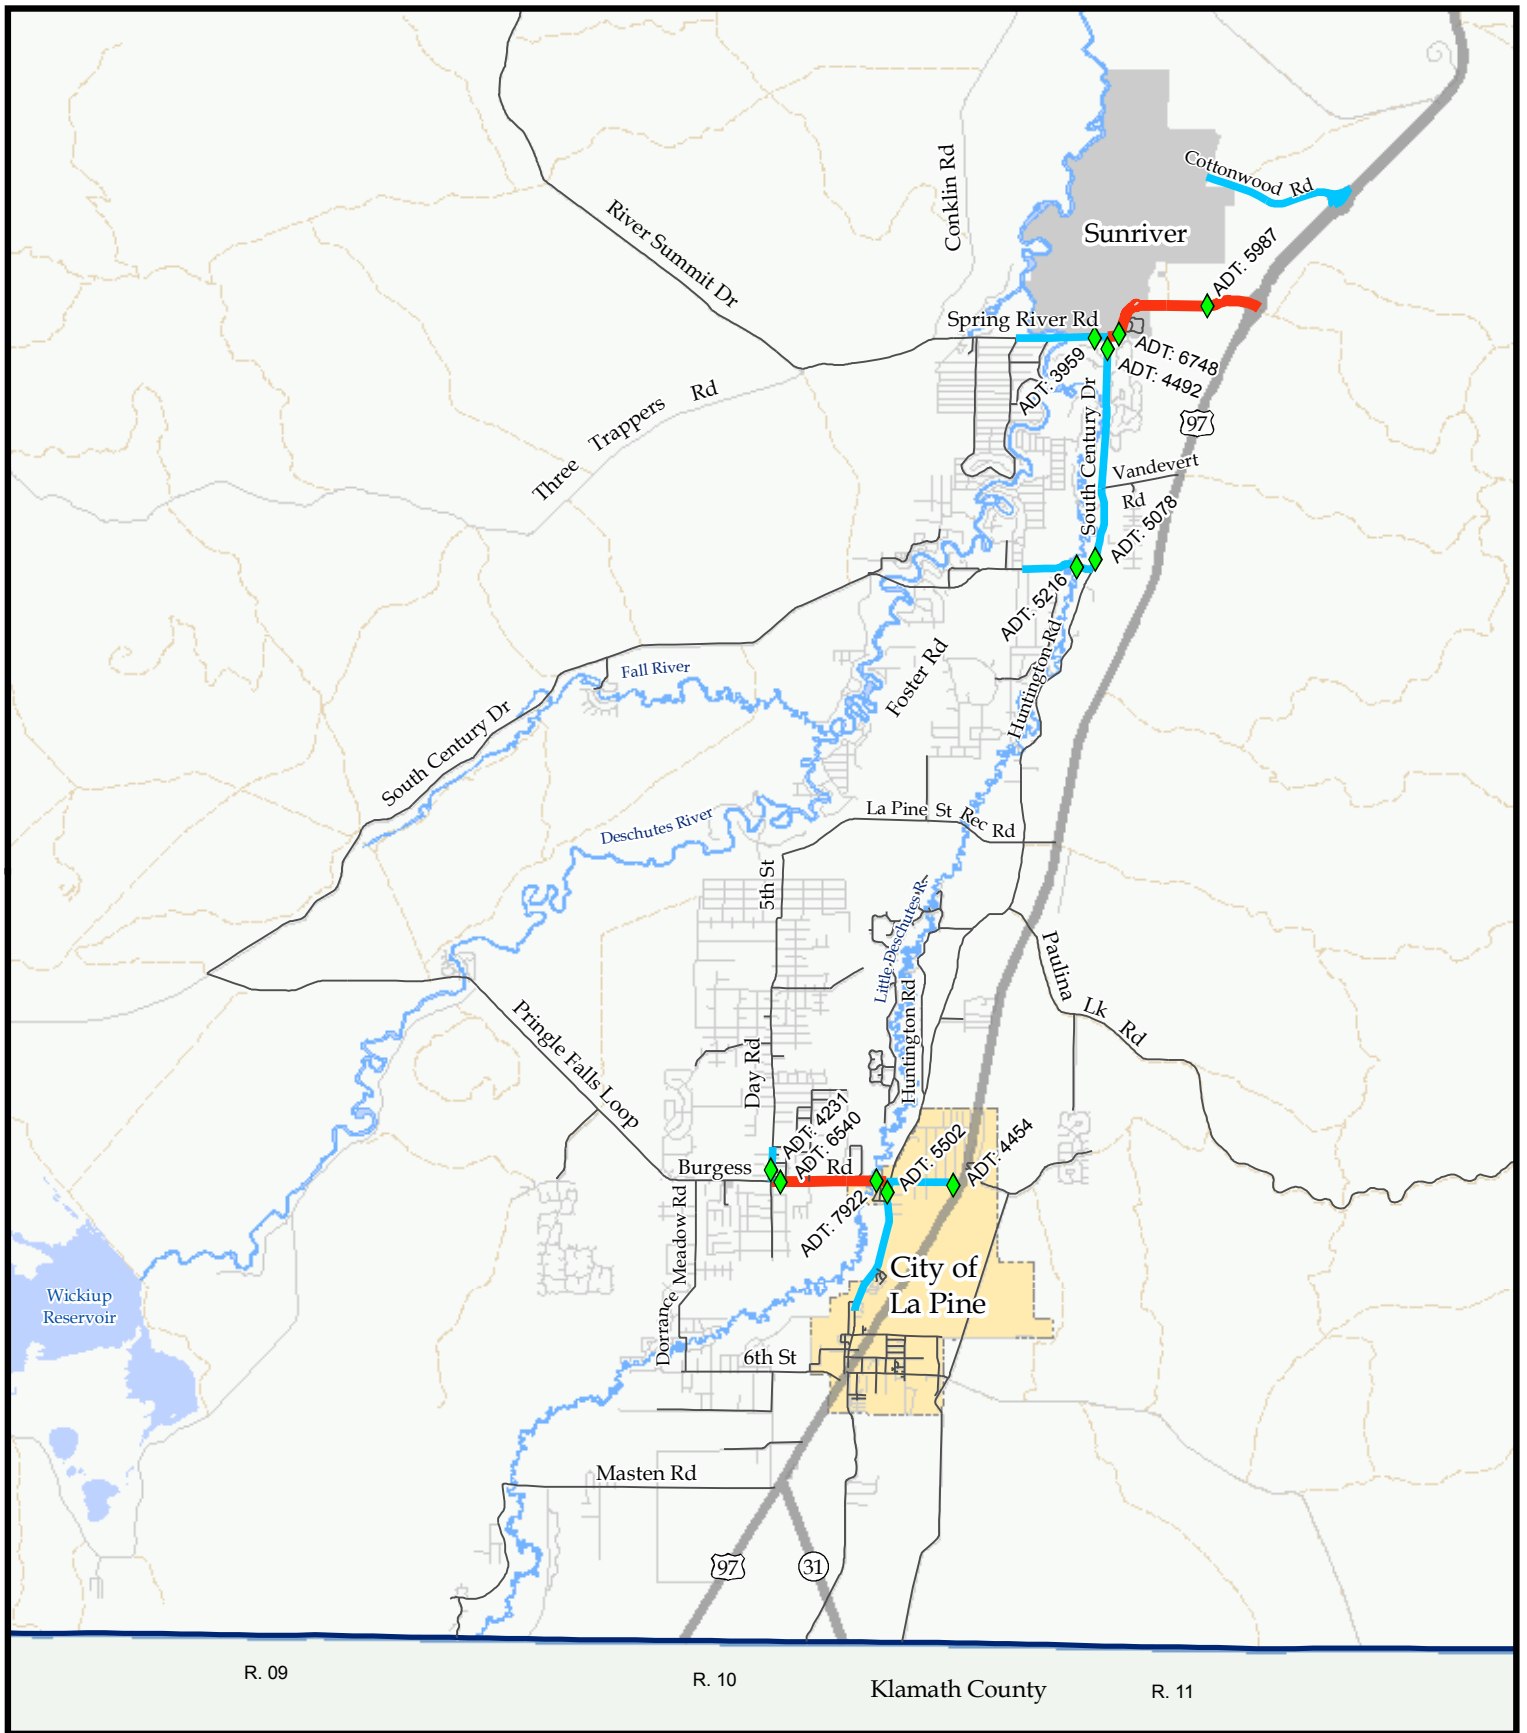 Conklin Rd
Cottonwood Rd
River Summit Dr
Sunriver
ADT: 5987
Spring River Rd
ADT: 6748
ADT: 3959
ADT: 4492
South Century Dr
97
Three Trappers Rd
Vandevert
Rd
ADT: 5078
ADT: 5216
Huntington Rd
Foster Rd
Fall River
South Century Dr
La Pine St Rec Rd
Deschutes River
5th St
Little Deschutes R.
Paulina Lk Rd
Huntington Rd
Pringle Falls Loop
Day Rd
ADT: 4231
ADT: 6540
ADT: 5502
ADT: 4454
Burgess Rd
ADT: 7922
Dorrance Meadow Rd
City of
La Pine
Wickiup
Reservoir
6th St
Masten Rd
97
31
R. 09
R. 10
Klamath County
R. 11